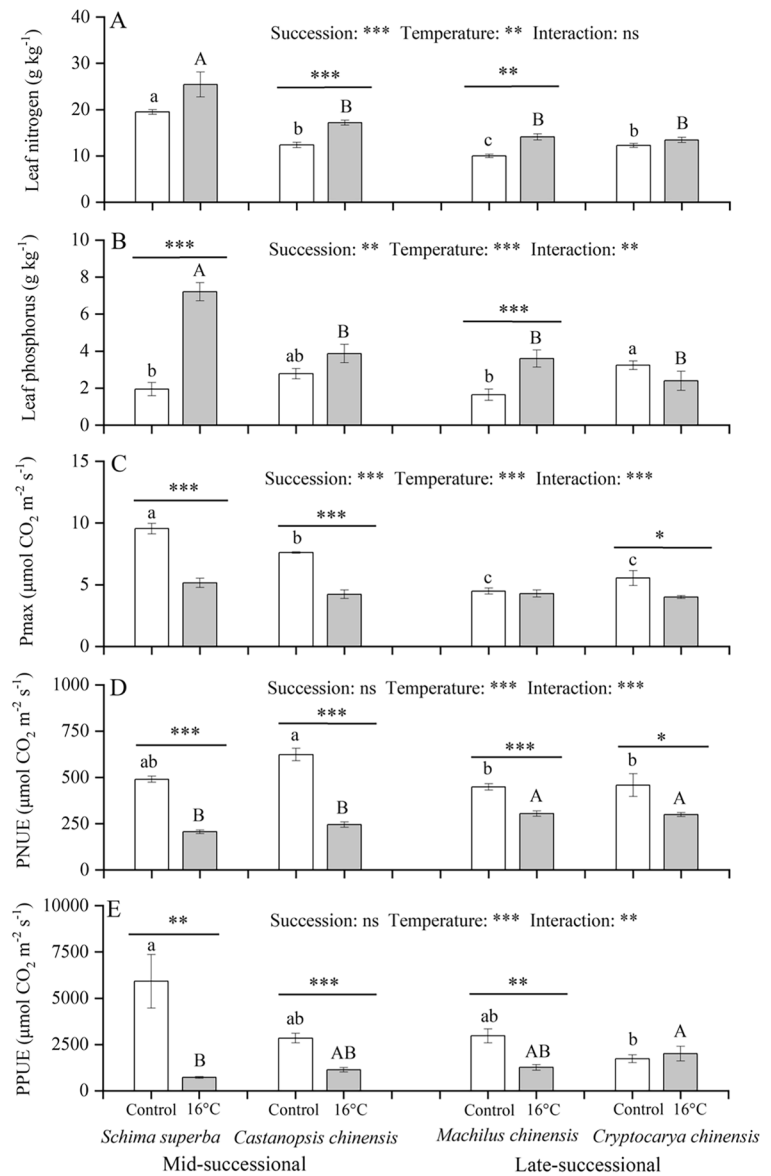 A
Succession: *** Temperature: ** Interaction: ns
Leaf nitrogen (g kg⁻¹)
40
30
20
10
0
a
A
***
b
B
**
c
B
b
B
B
Succession: ** Temperature: *** Interaction: **
Leaf phosphorus (g kg⁻¹)
10
8
6
4
2
0
***
b
A
ab
B
***
b
B
a
B
C
Succession: *** Temperature: *** Interaction: ***
Pmax (μmol CO₂ m⁻² s⁻¹)
15
10
5
0
***
a
***
b
c
*
c
D
Succession: ns Temperature: *** Interaction: ***
PNUE (μmol CO₂ m⁻² s⁻¹)
1000
750
500
250
0
***
ab
B
***
a
B
***
b
A
*
b
A
E
Succession: ns Temperature: *** Interaction: **
PPUE (μmol CO₂ m⁻² s⁻¹)
10000
7500
5000
2500
0
**
a
B
***
ab
AB
**
ab
AB
b
A
Control 16°C Control 16°C Control 16°C Control 16°C
Schima superba Castanopsis chinensis Machilus chinensis Cryptocarya chinensis
Mid-successional Late-successional